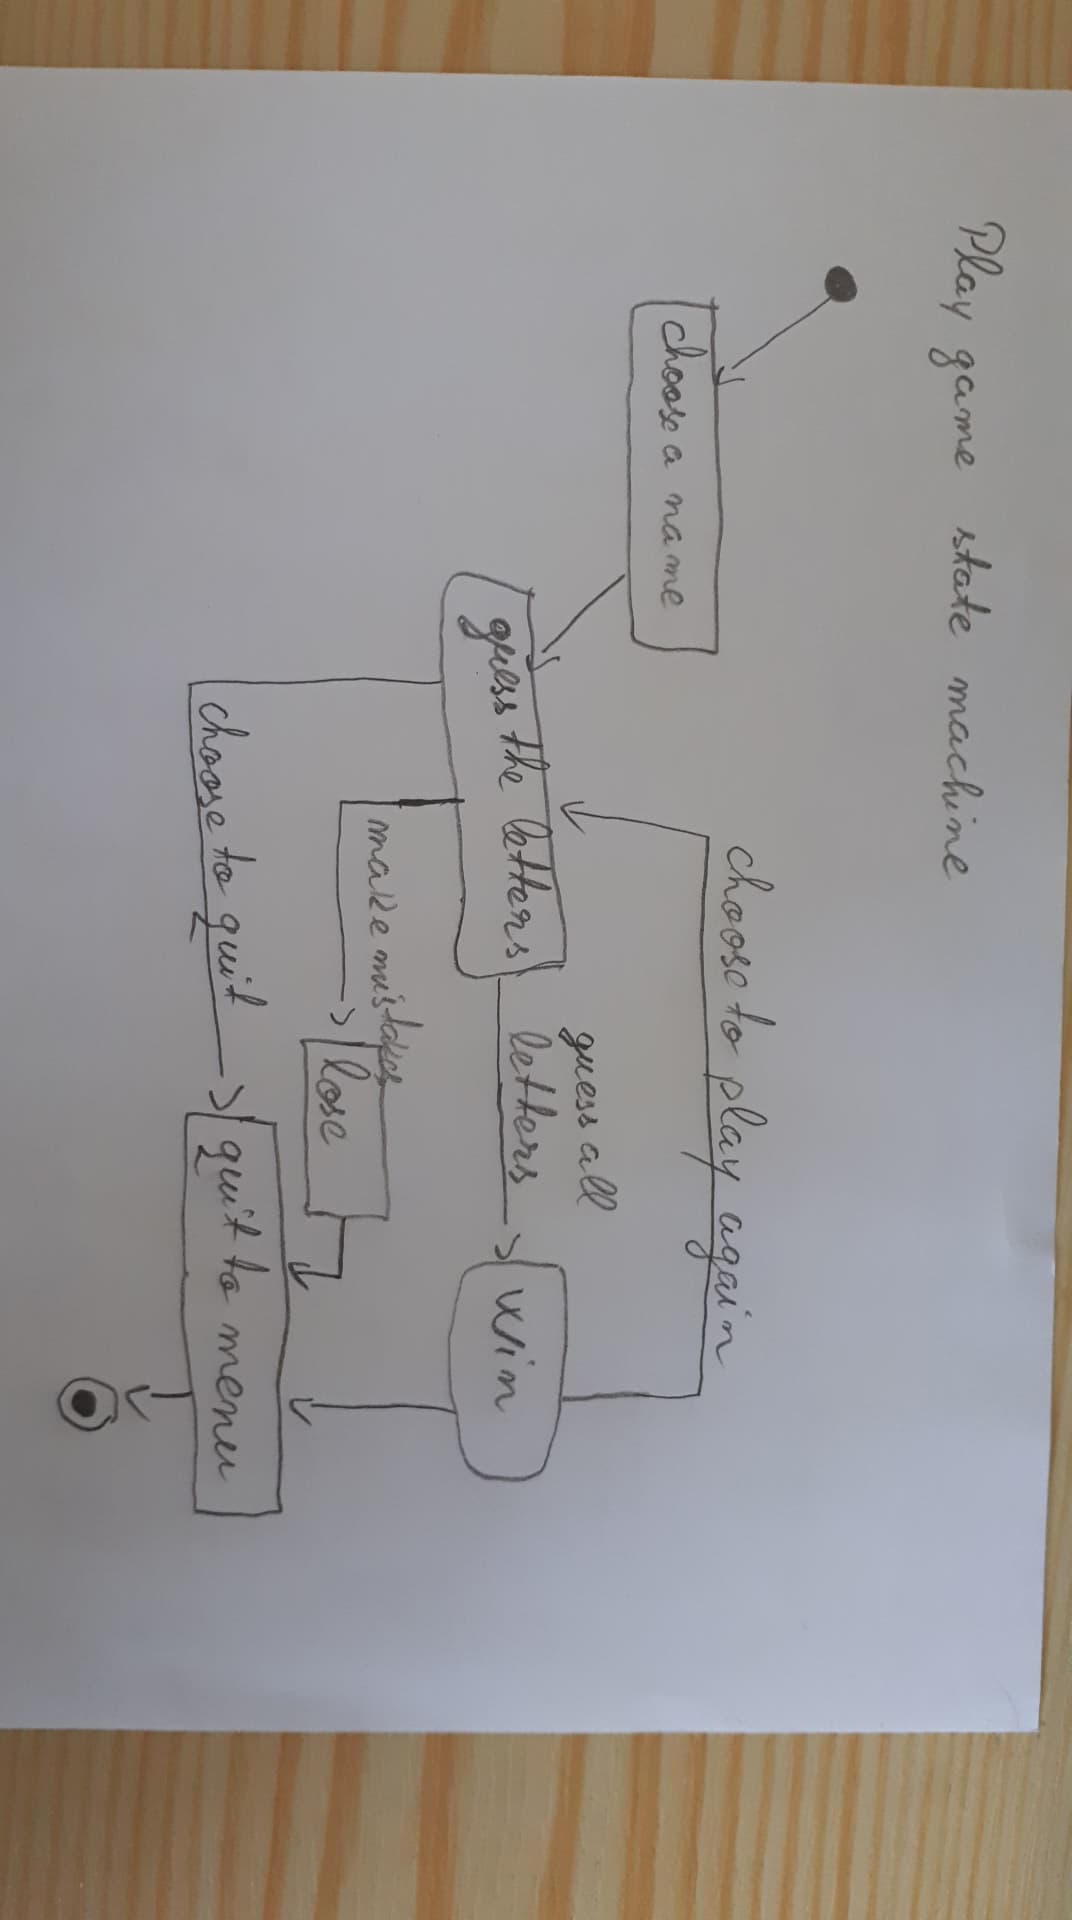 Play game state machine
choose to play again
choose a name
guess all
letters
guess the letters
win
make mistakes
lose
choose to quit
quit to menu